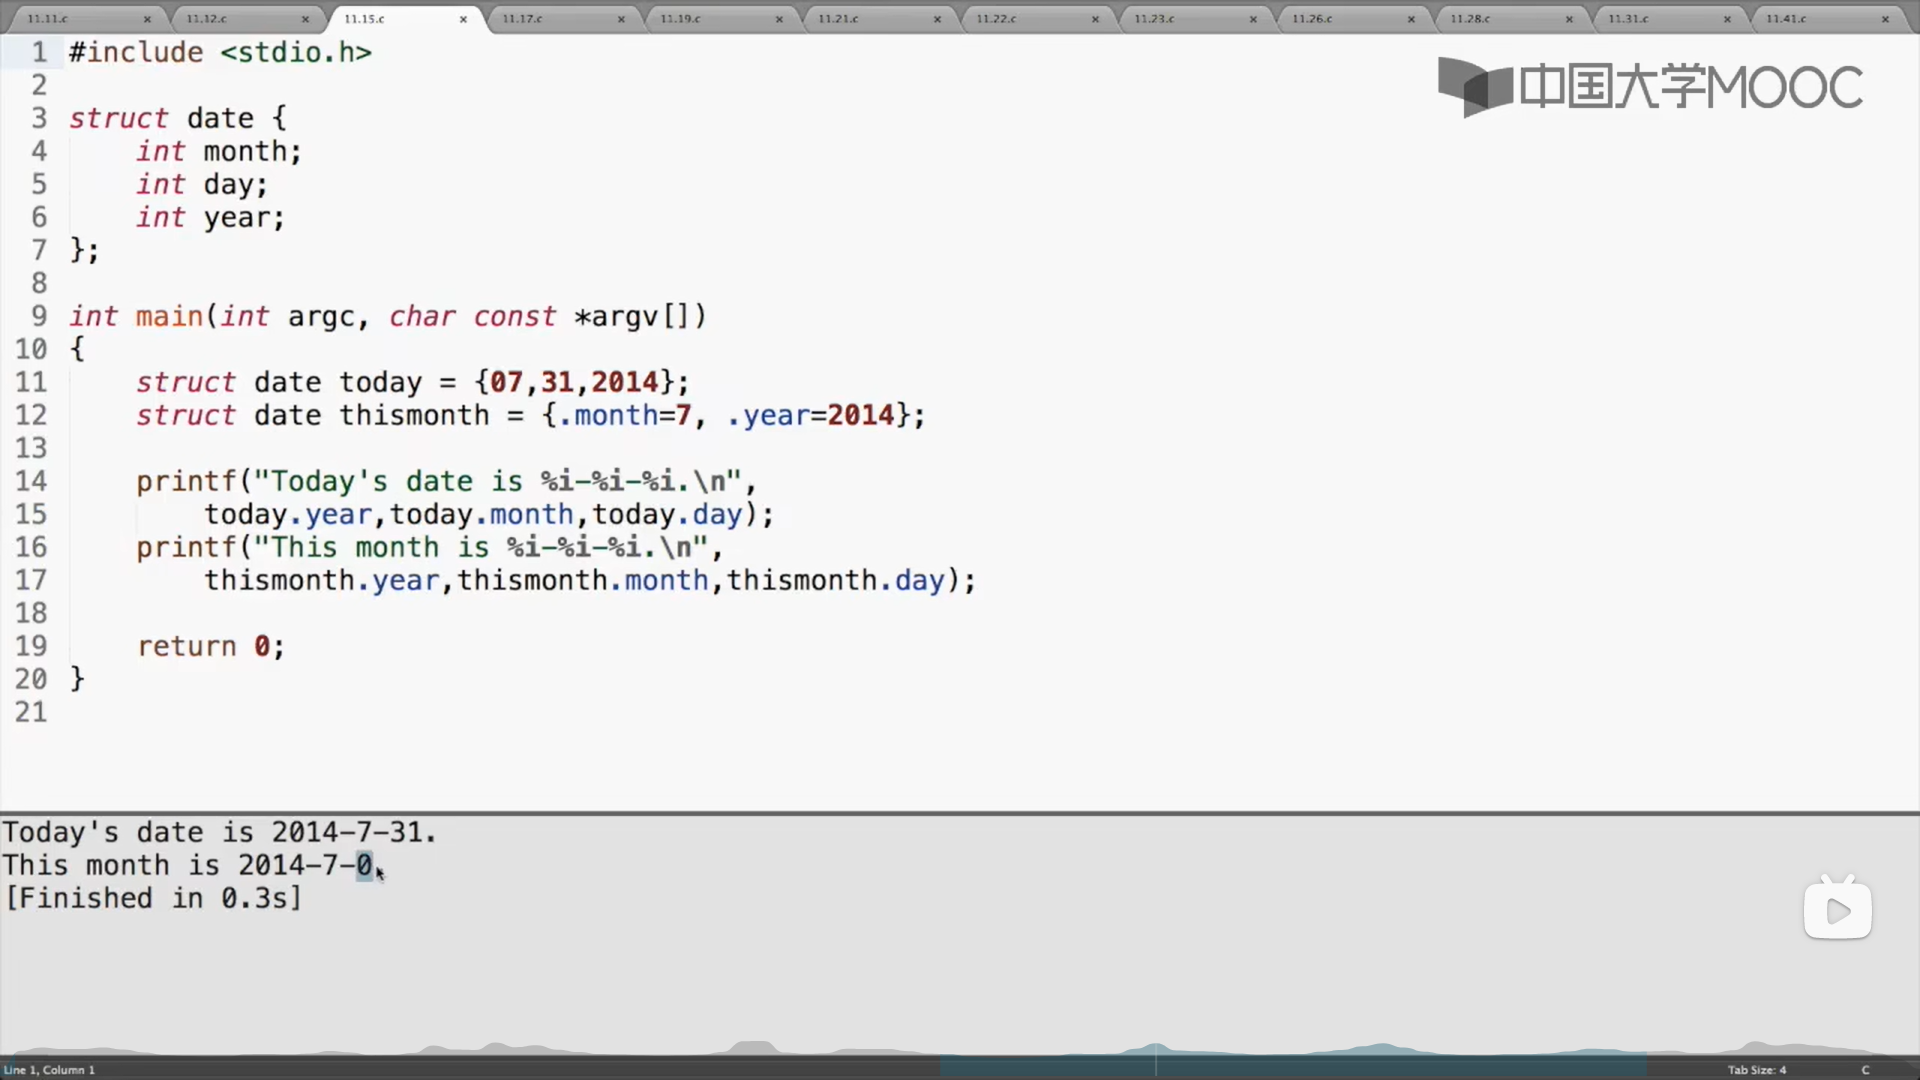 11.11.c × 11.12.c × 11.15.c × 11.17.c × 11.19.c × 11.21.c × 11.22.c × 11.23.c × 11.26.c × 11.28.c × 11.31.c × 11.41.c ×
中国大学MOOC
1 #include <stdio.h>
2
3 struct date {
4     int month;
5     int day;
6     int year;
7 };
8
9 int main(int argc, char const *argv[])
10 {
11     struct date today = {07,31,2014};
12     struct date thismonth = {.month=7, .year=2014};
13
14     printf("Today's date is %i-%i-%i.\n",
15         today.year,today.month,today.day);
16     printf("This month is %i-%i-%i.\n",
17         thismonth.year,thismonth.month,thismonth.day);
18
19     return 0;
20 }
21
Today's date is 2014-7-31.
This month is 2014-7-0.
[Finished in 0.3s]
Line 1, Column 1
Tab Size: 4
C